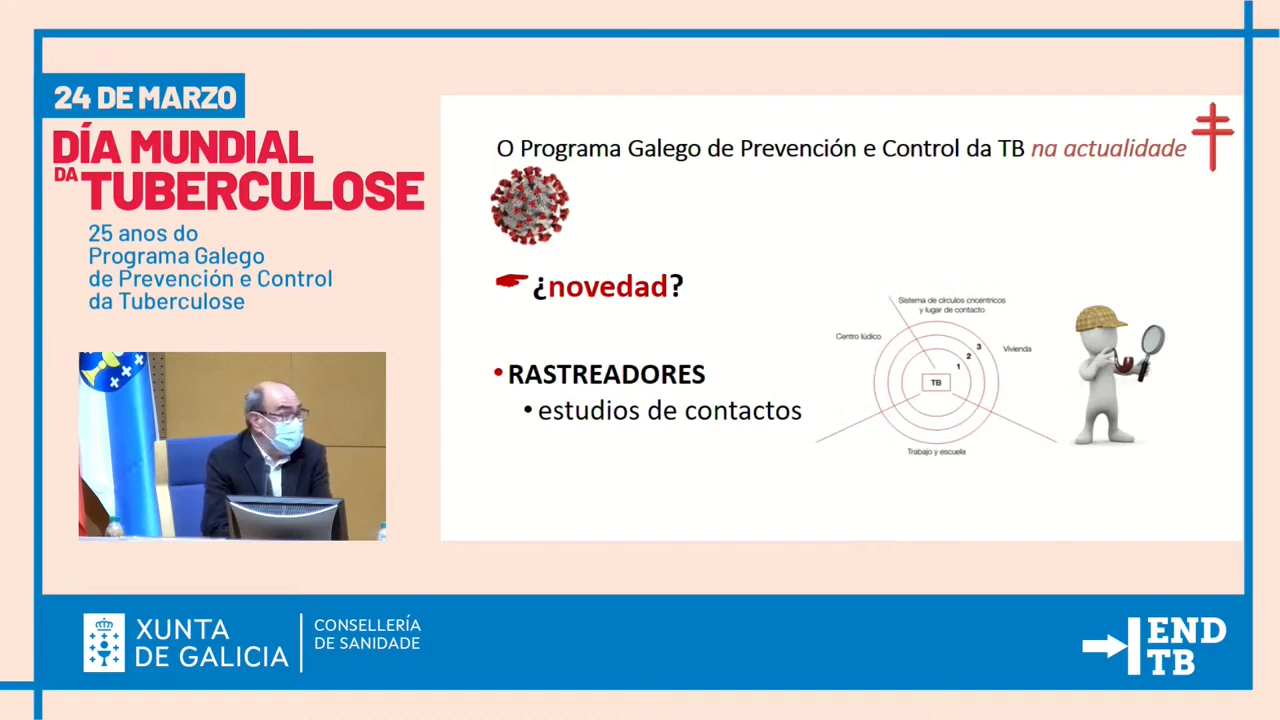 24 DE MARZO
DÍA MUNDIAL
DA TUBERCULOSE
25 anos do
Programa Galego
de Prevención e Control
da Tuberculose
O Programa Galego de Prevención e Control da TB na actualidade
¿novedad?
• RASTREADORES
• estudios de contactos
Sistema de círculos cncéntricos
y lugar de contacto
Centro lúdico
Vivienda
3
2
1
TB
Trabajo y escuela
XUNTA
DE GALICIA
CONSELLERÍA
DE SANIDADE
END
TB